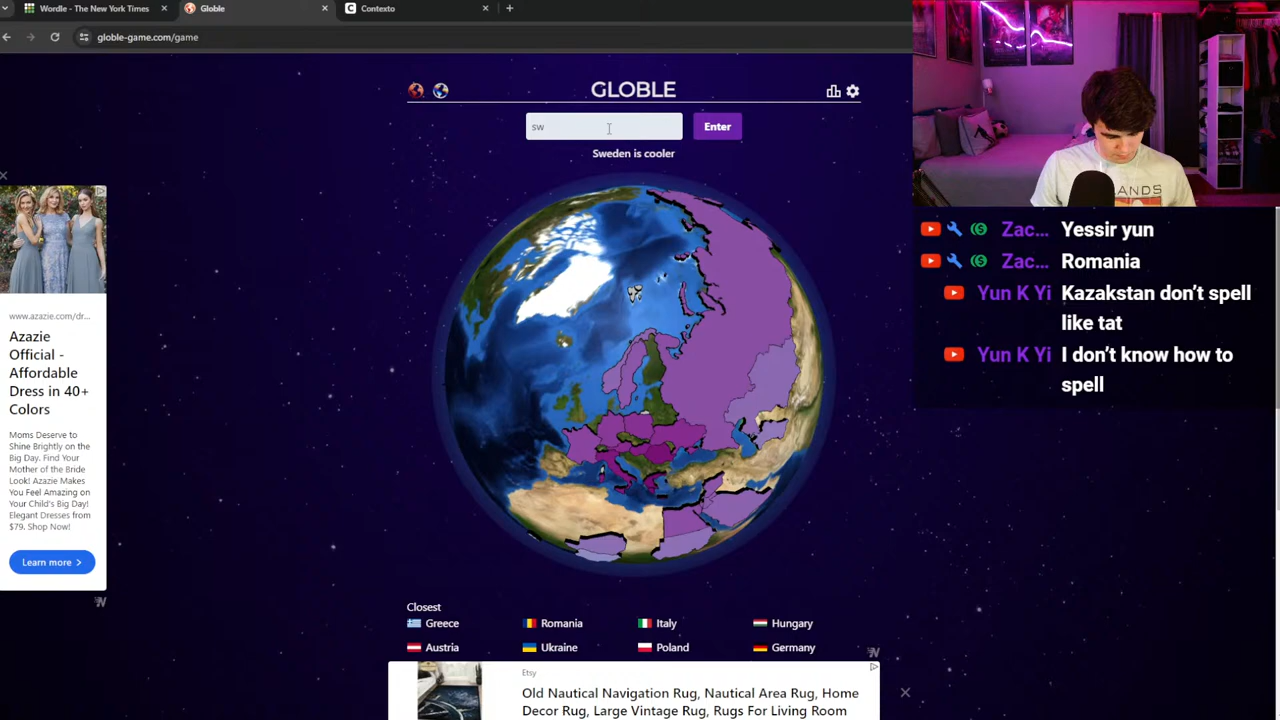 Wordle - The New York Times
Globle
Contexto
globle-game.com/game
GLOBLE
sw
Enter
Sweden is cooler
www.azazie.com/dr...
Azazie
Official -
Affordable
Dress in 40+
Colors
Moms Deserve to
Shine Brightly on the
Big Day. Find Your
Mother of the Bride
Look! Azazie Makes
You Feel Amazing on
Your Child's Big Day!
Elegant Dresses from
$79. Shop Now!
Learn more >
Closest
Greece
Romania
Italy
Hungary
Austria
Ukraine
Poland
Germany
Etsy
Old Nautical Navigation Rug, Nautical Area Rug, Home
Decor Rug, Large Vintage Rug, Rugs For Living Room
Zac... Yessir yun
Zac... Romania
Yun K Yi Kazakstan don't spell
like tat
Yun K Yi I don't know how to
spell